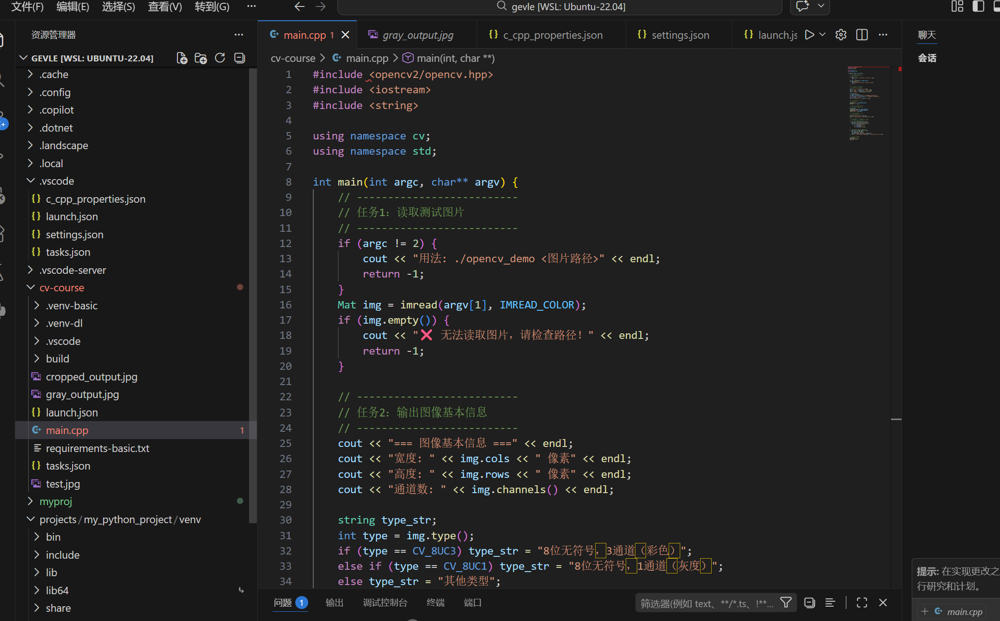 文件(F) 编辑(E) 选择(S) 查看(V) 转到(G) ···
gevle [WSL: Ubuntu-22.04]
资源管理器
GEVLE [WSL: UBUNTU-22.04]
.cache
.config
.copilot
.dotnet
.landscape
.local
.vscode
c_cpp_properties.json
launch.json
settings.json
tasks.json
.vscode-server
cv-course
.venv-basic
.venv-dl
.vscode
build
cropped_output.jpg
gray_output.jpg
launch.json
main.cpp 1
requirements-basic.txt
tasks.json
test.jpg
myproj
projects/my_python_project/venv
bin
include
lib
lib64
share
main.cpp 1 gray_output.jpg c_cpp_properties.json settings.json launch.js
cv-course > main.cpp > main(int, char **)
1 #include <opencv2/opencv.hpp>
2 #include <iostream>
3 #include <string>
4
5 using namespace cv;
6 using namespace std;
7
8 int main(int argc, char** argv) {
9 // --------------------------
10 // 任务1：读取测试图片
11 // --------------------------
12 if (argc != 2) {
13 cout << "用法: ./opencv_demo <图片路径>" << endl;
14 return -1;
15 }
16 Mat img = imread(argv[1], IMREAD_COLOR);
17 if (img.empty()) {
18 cout << "❌ 无法读取图片，请检查路径！" << endl;
19 return -1;
20 }
21
22 // --------------------------
23 // 任务2：输出图像基本信息
24 // --------------------------
25 cout << "=== 图像基本信息 ===" << endl;
26 cout << "宽度: " << img.cols << " 像素" << endl;
27 cout << "高度: " << img.rows << " 像素" << endl;
28 cout << "通道数: " << img.channels() << endl;
29
30 string type_str;
31 int type = img.type();
32 if (type == CV_8UC3) type_str = "8位无符号，3通道（彩色）";
33 else if (type == CV_8UC1) type_str = "8位无符号，1通道（灰度）";
34 else type_str = "其他类型";
问题 1 输出 调试控制台 终端 端口
筛选器(例如 text、**/*.ts、!**...
聊天
会话
提示: 在实现更改之
行研究和计划。
+ main.cpp